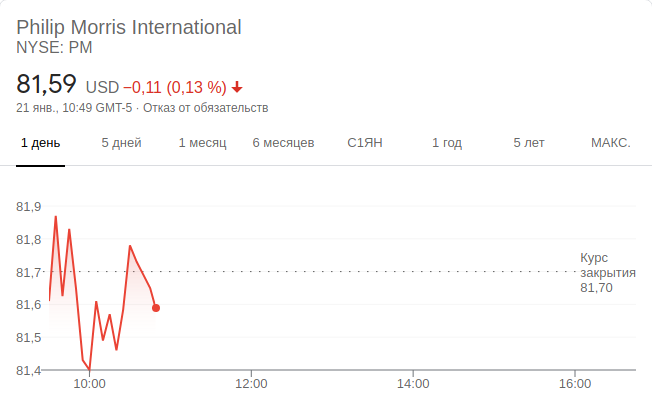 Philip Morris International
NYSE: PM
81,59 USD −0,11 (0,13 %)
21 янв., 10:49 GMT-5 · Отказ от обязательств
1 день 5 дней 1 месяц 6 месяцев С1ЯН 1 год 5 лет МАКС.
81,9
81,8
81,7
81,6
81,5
81,4
Курс
закрытия
81,70
10:00 12:00 14:00 16:00